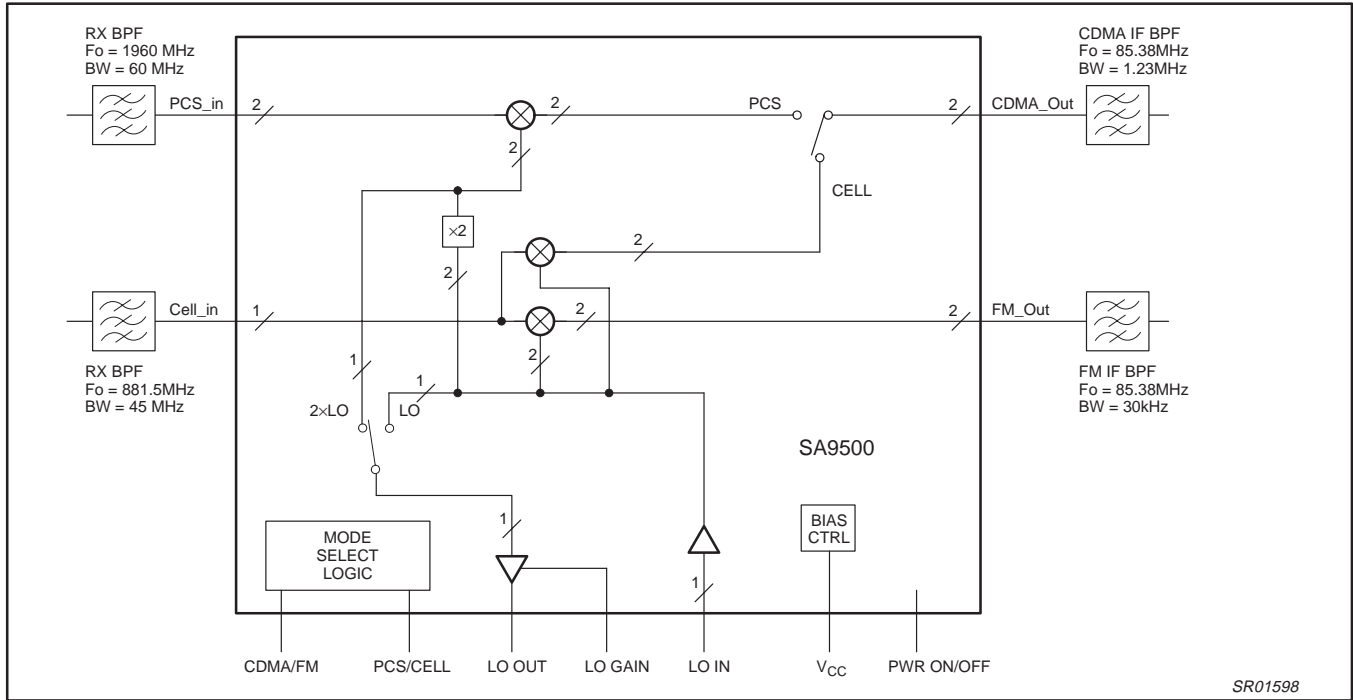 RX BPF
Fo = 1960 MHz
BW = 60 MHz
CDMA IF BPF
Fo = 85.38MHz
BW = 1.23MHz
PCS_in
2
2
PCS
2
CDMA_Out
2
CELL
×2
2
2
Cell_in
1
2
2
FM_Out
RX BPF
Fo = 881.5MHz
BW = 45 MHz
1
2
1
FM IF BPF
Fo = 85.38MHz
BW = 30kHz
2×LO
LO
SA9500
MODE
SELECT
LOGIC
1
1
BIAS
CTRL
CDMA/FM
PCS/CELL
LO OUT
LO GAIN
LO IN
VCC
PWR ON/OFF
SR01598